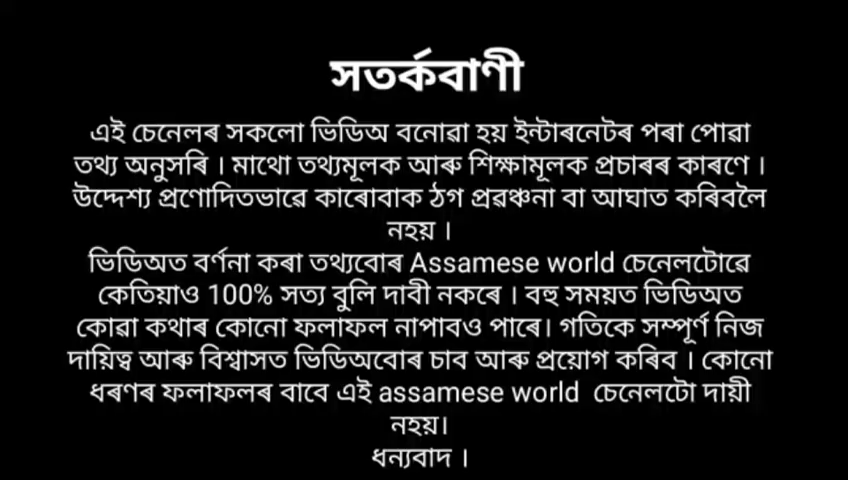 সতৰ্কবাণী
এই চেনেলৰ সকলো ভিডিঅ বনোৱা হয় ইন্টাৰনেটৰ পৰা পোৱা
তথ্য অনুসৰি । মাথো তথ্যমূলক আৰু শিক্ষামূলক প্ৰচাৰৰ কাৰণে ।
উদ্দেশ্য প্ৰণোদিতভাৱে কাৰোবাক ঠগ প্ৰৱঞ্চনা বা আঘাত কৰিবলৈ
নহয় ।
ভিডিঅত বৰ্ণনা কৰা তথ্যবোৰ Assamese world চেনেলটোৱে
কেতিয়াও 100% সত্য বুলি দাবী নকৰে । বহু সময়ত ভিডিঅত
কোৱা কথাৰ কোনো ফলাফল নাপাবও পাৰে। গতিকে সম্পূৰ্ণ নিজ
দায়িত্ব আৰু বিশ্বাসত ভিডিঅবোৰ চাব আৰু প্ৰয়োগ কৰিব । কোনো
ধৰণৰ ফলাফলৰ বাবে এই assamese world চেনেলটো দায়ী
নহয়।
ধন্যবাদ ।